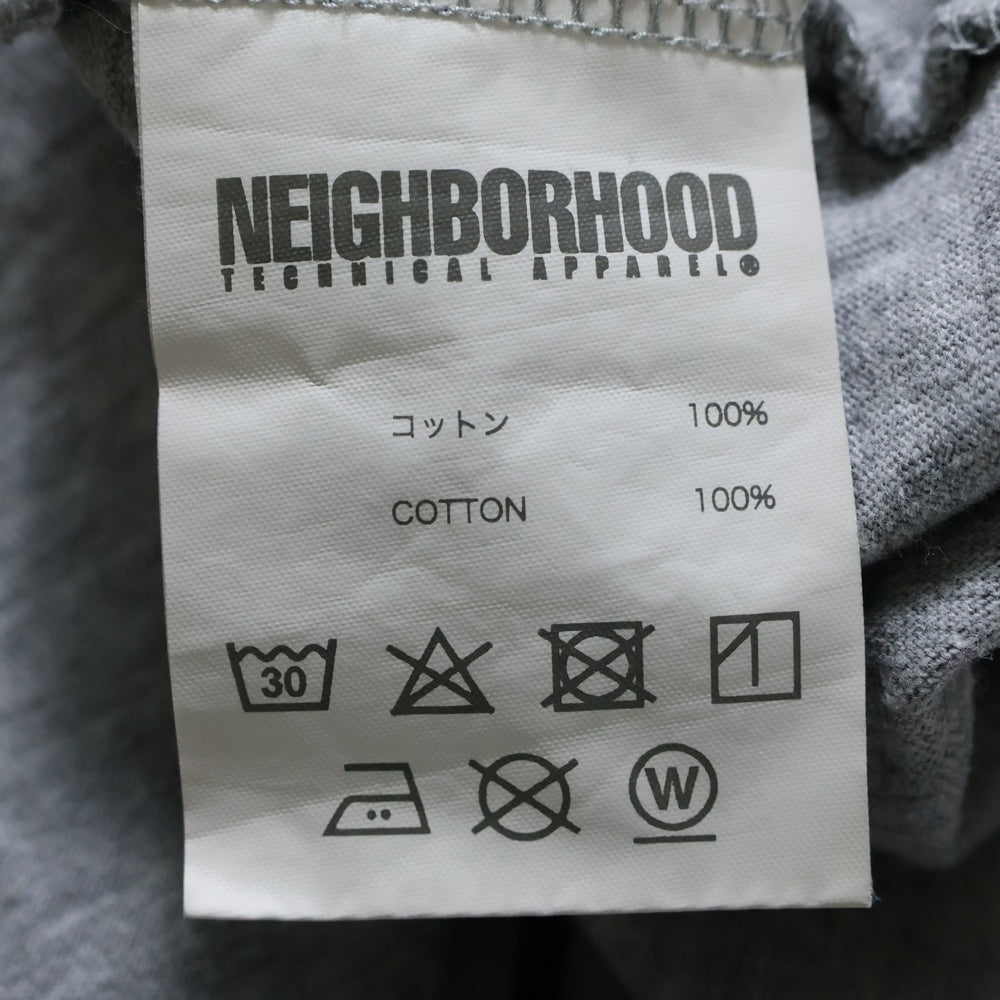 NEIGHBORHOOD
TECHNICAL APPAREL®
コットン 100%
COTTON 100%
30
W